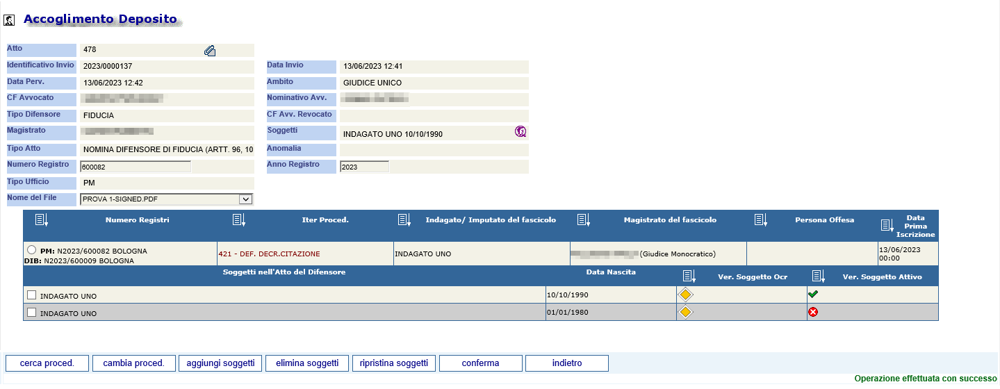 Accoglimento Deposito
Atto 478
Identificativo Invio 2023/0000137 Data Invio 13/06/2023 12:41
Data Perv. 13/06/2023 12:42 Ambito GIUDICE UNICO
CF Avvocato Nominativo Avv.
Tipo Difensore FIDUCIA CF Avv. Revocato
Magistrato Soggetti INDAGATO UNO 10/10/1990
Tipo Atto NOMINA DIFENSORE DI FIDUCIA (ARTT. 96, 10 Anomalia
Numero Registro 600082 Anno Registro 2023
Tipo Ufficio PM
Nome del File PROVA 1-SIGNED.PDF
Numero Registri Iter Proced. Indagato/ Imputato del fascicolo Magistrato del fascicolo Persona Offesa Data Prima Iscrizione
PM: N2023/600082 BOLOGNA 421 - DEF. DECR.CITAZIONE INDAGATO UNO (Giudice Monocratico) 13/06/2023 00:00
DIB: N2023/600009 BOLOGNA
Soggetti nell'Atto del Difensore Data Nascita Ver. Soggetto Ocr Ver. Soggetto Attivo
INDAGATO UNO 10/10/1990
INDAGATO UNO 01/01/1980
cerca proced. cambia proced. aggiungi soggetti elimina soggetti ripristina soggetti conferma indietro
Operazione effettuata con successo